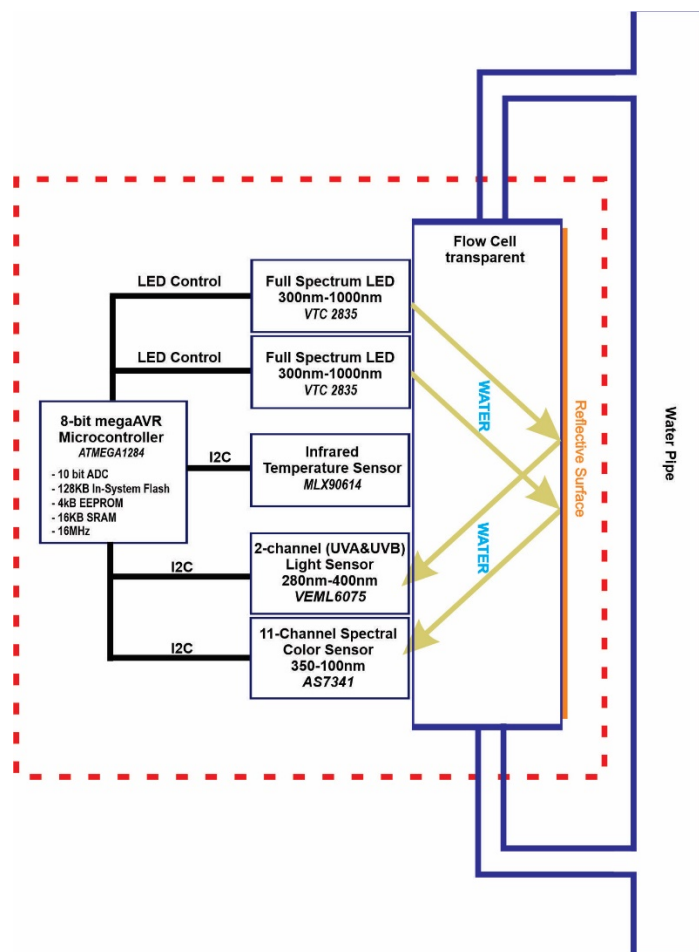 Flow Cell
transparent
LED Control
Full Spectrum LED
300nm-1000nm
VTC 2835
LED Control
Full Spectrum LED
300nm-1000nm
VTC 2835
WATER
Reflective Surface
Water Pipe
8-bit megaAVR
Microcontroller
ATMEGA1284
- 10 bit ADC
- 128KB In-System Flash
- 4kB EEPROM
- 16KB SRAM
- 16MHz
I2C
Infrared
Temperature Sensor
MLX90614
WATER
I2C
2-channel (UVA&UVB)
Light Sensor
280nm-400nm
VEML6075
I2C
11-Channel Spectral
Color Sensor
350-100nm
AS7341